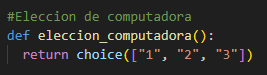 #Eleccion de computadora
def eleccion_computadora():
  return choice(["1", "2", "3"])